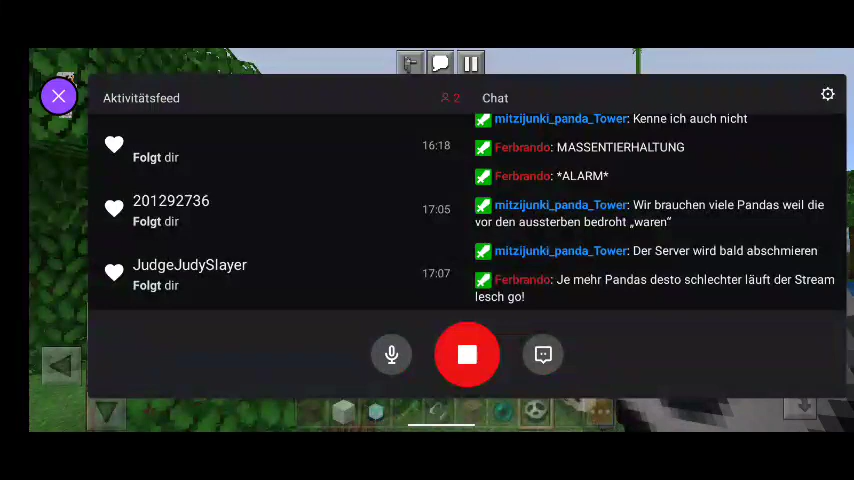 Aktivitätsfeed
2
Folgt dir
16:18
201292736
Folgt dir
17:05
JudgeJudySlayer
Folgt dir
17:07
Chat
mitzijunki_panda_Tower: Kenne ich auch nicht
Ferbrando: MASSENTIERHALTUNG
Ferbrando: *ALARM*
mitzijunki_panda_Tower: Wir brauchen viele Pandas weil die
vor den aussterben bedroht „waren“
mitzijunki_panda_Tower: Der Server wird bald abschmieren
Ferbrando: Je mehr Pandas desto schlechter läuft der Stream
lesch go!